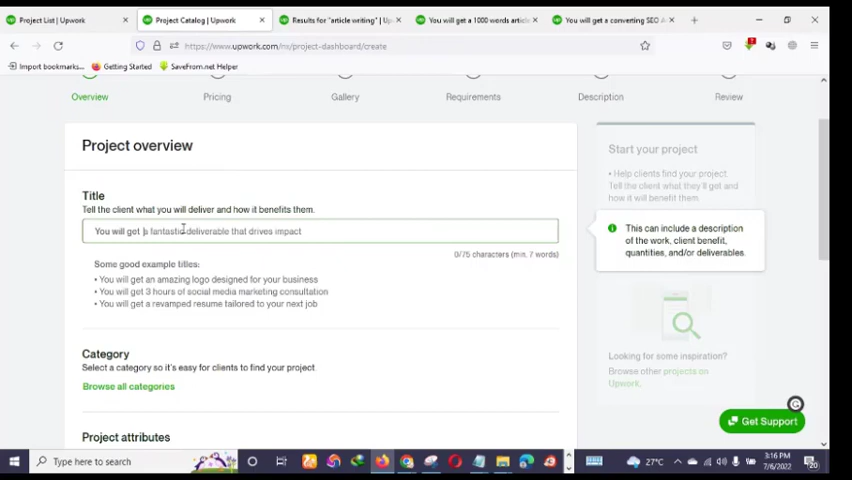 Project List | Upwork
Project Catalog | Upwork
Results for "article writing" | Up
You will get a 1000 words artic
You will get a converting SEO A
https://www.upwork.com/nx/project-dashboard/create
Import bookmarks...
Getting Started
SaveFrom.net Helper
Overview
Pricing
Gallery
Requirements
Description
Review
Project overview
Title
Tell the client what you will deliver and how it benefits them.
You will get a fantastic deliverable that drives impact
0/75 characters (min. 7 words)
Some good example titles:
• You will get an amazing logo designed for your business
• You will get 3 hours of social media marketing consultation
• You will get a revamped resume tailored to your next job
Category
Select a category so it's easy for clients to find your project.
Browse all categories
Project attributes
Start your project
• Help clients find your project.
Tell the client what they'll get and
how it will benefit them.
This can include a description
of the work, client benefit,
quantities, and/or deliverables.
Looking for some inspiration?
Browse other projects on
Upwork.
Get Support
Type here to search
27°C
3:16 PM
7/6/2022
20